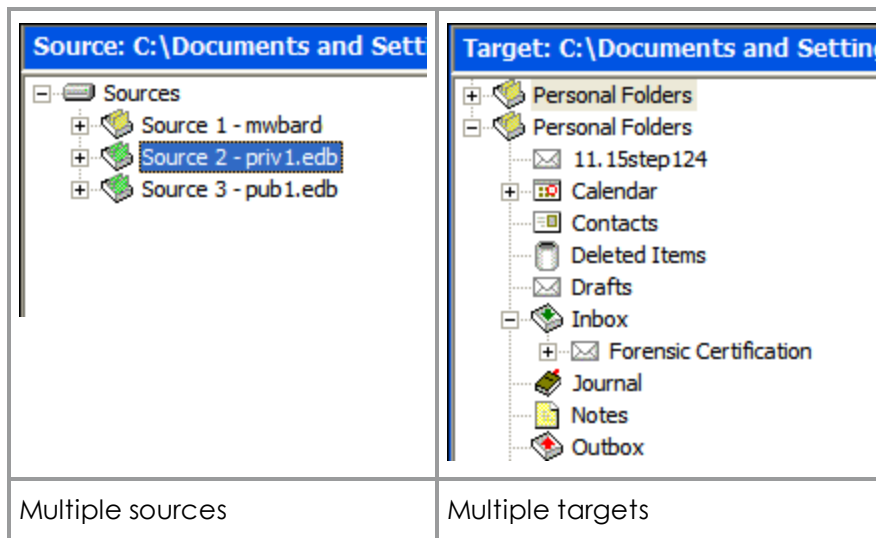 Source: C:\Documents and Sett
Sources
Source 1 - mwbard
Source 2 - priv1.edb
Source 3 - pub1.edb
Multiple sources
Target: C:\Documents and Setting
Personal Folders
Personal Folders
11.15step124
Calendar
Contacts
Deleted Items
Drafts
Inbox
Forensic Certification
Journal
Notes
Outbox
Multiple targets